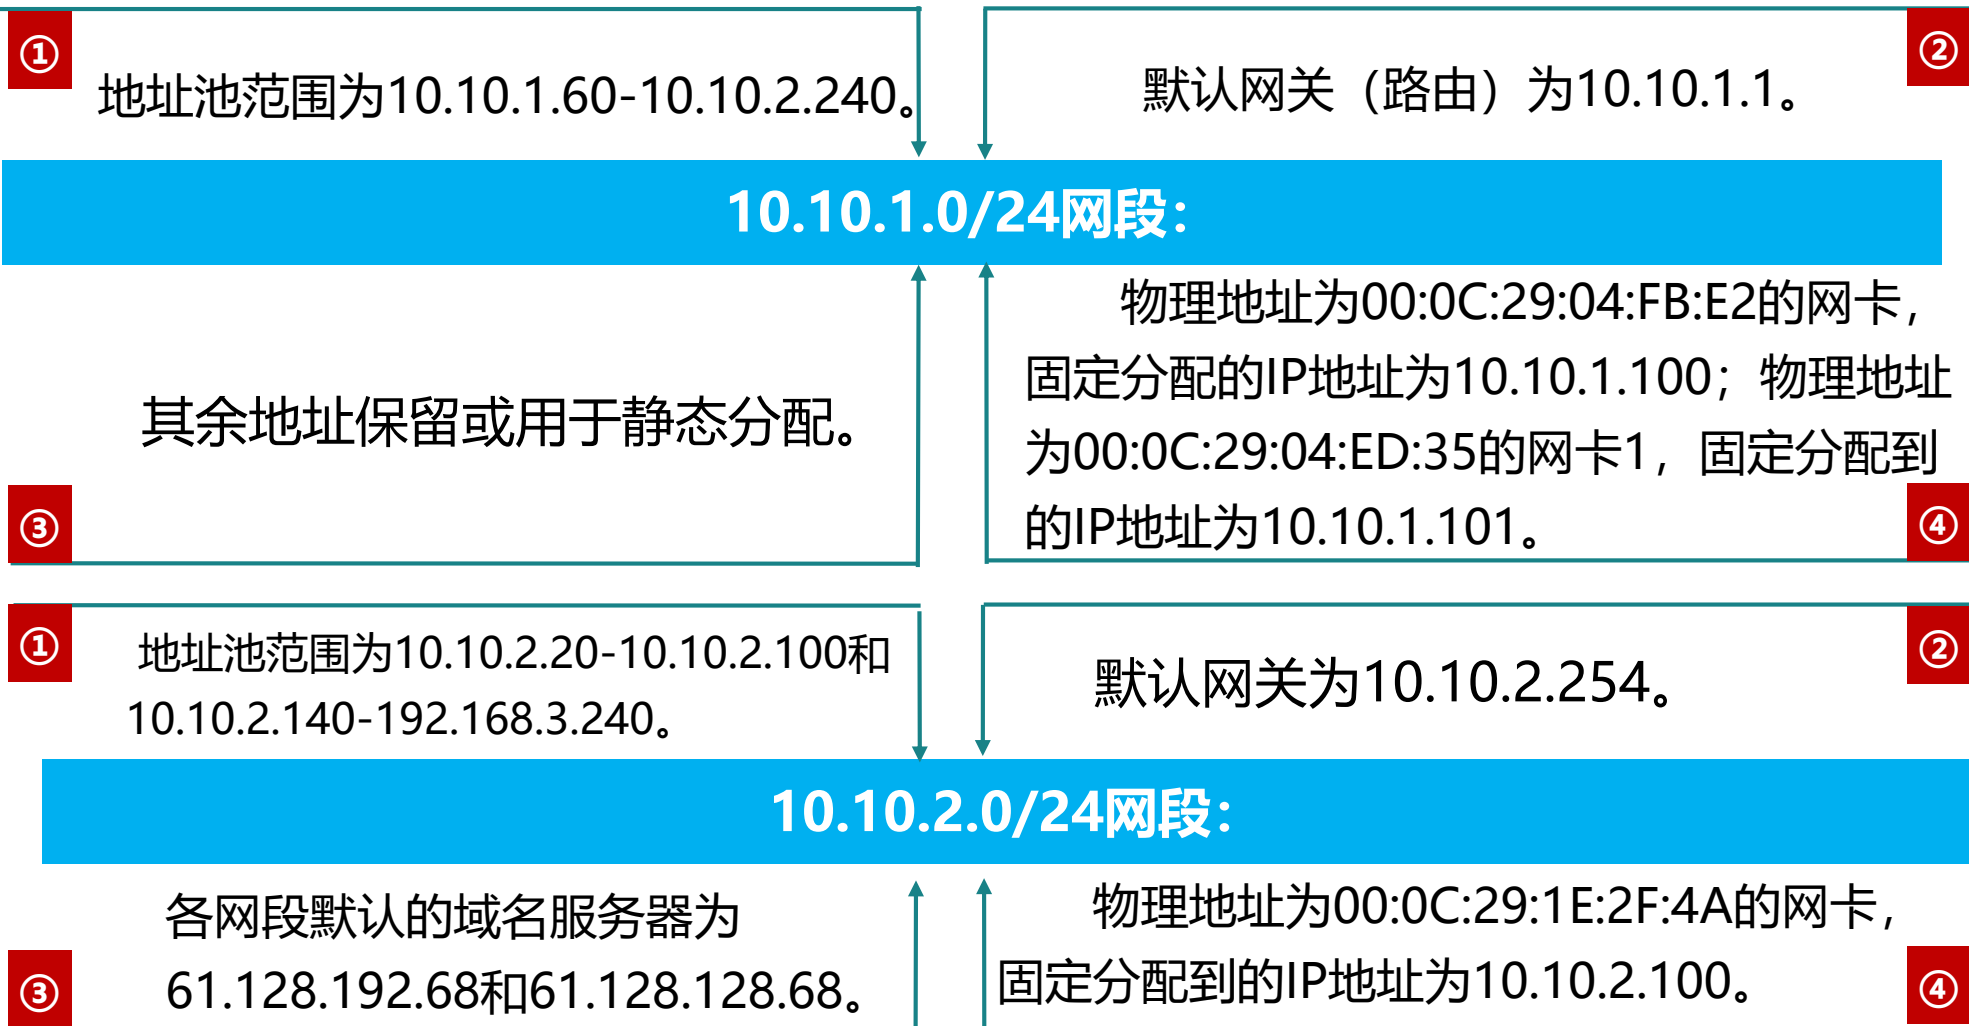 ①
地址池范围为10.10.1.60-10.10.2.240。
②
默认网关（路由）为10.10.1.1。
10.10.1.0/24网段：
其余地址保留或用于静态分配。
③
物理地址为00:0C:29:04:FB:E2的网卡，
固定分配的IP地址为10.10.1.100；物理地址
为00:0C:29:04:ED:35的网卡1，固定分配到
的IP地址为10.10.1.101。
④
①
地址池范围为10.10.2.20-10.10.2.100和
10.10.2.140-192.168.3.240。
②
默认网关为10.10.2.254。
10.10.2.0/24网段：
各网段默认的域名服务器为
61.128.192.68和61.128.128.68。
③
物理地址为00:0C:29:1E:2F:4A的网卡，
固定分配到的IP地址为10.10.2.100。
④